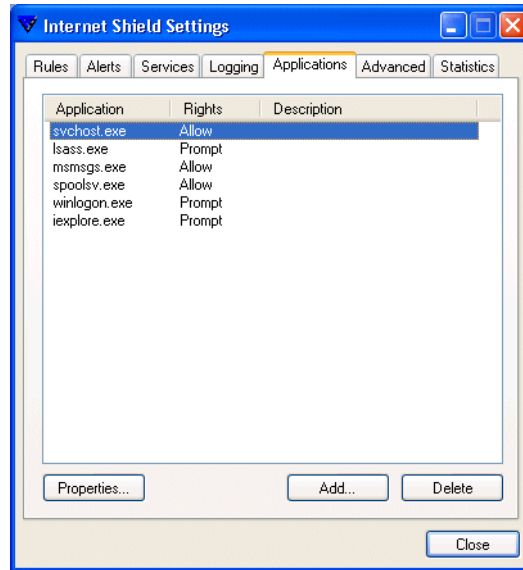 Internet Shield Settings
Rules Alerts Services Logging Applications Advanced Statistics
Application Rights Description
svchost.exe Allow
lsass.exe Prompt
msmsgs.exe Allow
spoolsv.exe Allow
winlogon.exe Prompt
iexplore.exe Prompt
Properties... Add... Delete
Close